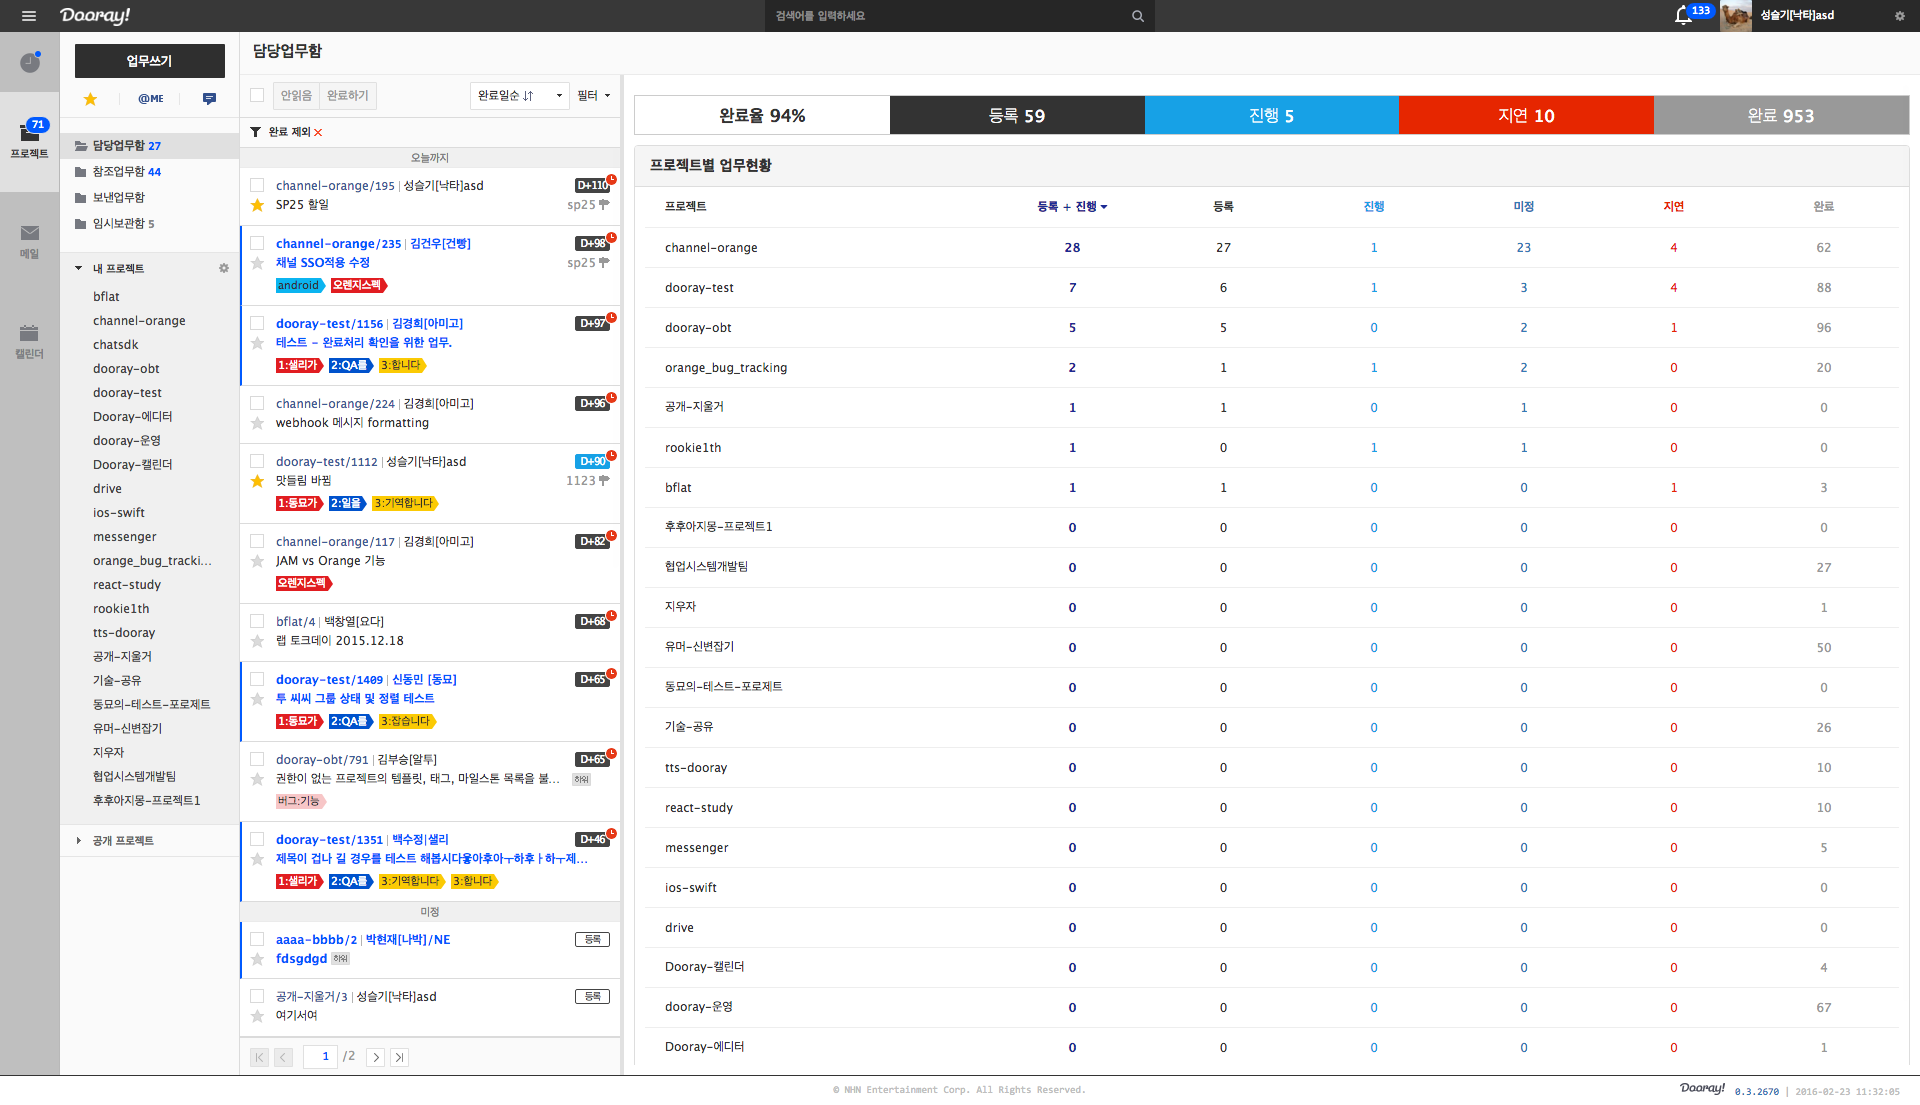 Dooray!
검색어를 입력하세요
133
성슬기[낙타]asd
업무쓰기
@ME
71
프로젝트
메일
캘린더
담당업무함 27
참조업무함 44
보낸업무함
임시보관함 5
내 프로젝트
bflat
channel-orange
chatsdk
dooray-obt
dooray-test
Dooray-에디터
dooray-운영
Dooray-캘린더
drive
ios-swift
messenger
orange_bug_tracki...
react-study
rookie1th
tts-dooray
공개-지울거
기술-공유
동묘의-테스트-포로제트
유머-신변잡기
지우자
협업시스템개발팀
후후아지몽-프로젝트1
공개 프로젝트
담당업무함
안읽음 완료하기 완료일순 필터
완료 제외
오늘까지
channel-orange/195 | 성슬기[낙타]asd D+110
SP25 할일 sp25
channel-orange/235 | 김건우[건빵] D+98
채널 SSO적용 수정 sp25
android 오렌지스펙
dooray-test/1156 | 김경희[아미고] D+97
테스트 - 완료처리 확인을 위한 업무.
1:샐리가 2:QA를 3:합니다
channel-orange/224 | 김경희[아미고] D+96
webhook 메시지 formatting
dooray-test/1112 | 성슬기[낙타]asd D+90
맛들림 바뀜 1123
1:동묘가 2:일을 3:기역합니다
channel-orange/117 | 김경희[아미고] D+82
JAM vs Orange 기능
오렌지스펙
bflat/4 | 백창열[요다] D+68
랩 토크데이 2015.12.18
dooray-test/1409 | 신동민 [동묘] D+65
투 씨씨 그룹 상태 및 정렬 테스트
1:동묘가 2:QA를 3:잡습니다
dooray-obt/791 | 김부승[알투] D+65
권한이 없는 프로젝트의 템플릿, 태그, 마일스톤 목록을 불... 하위
버그:기능
dooray-test/1351 | 백수정|샐리 D+46
1:샐리가 2:QA를 3:기역합니다 3:합니다
미정
aaaa-bbbb/2 | 박현재[나박]/NE 등록
fdsgdgd 하위
공개-지울거/3 | 성슬기[낙타]asd 등록
여기서여
1 /2
완료율 94% 등록 59 진행 5 지연 10 완료 953
프로젝트별 업무현황
프로젝트 등록 + 진행 등록 진행 미정 지연 완료
channel-orange 28 27 1 23 4 62
dooray-test 7 6 1 3 4 88
dooray-obt 5 5 0 2 1 96
orange_bug_tracking 2 1 1 2 0 20
공개-지울거 1 1 0 1 0 0
rookie1th 1 0 1 1 0 0
bflat 1 1 0 0 1 3
후후아지몽-프로젝트1 0 0 0 0 0 0
협업시스템개발팀 0 0 0 0 0 27
지우자 0 0 0 0 0 1
유머-신변잡기 0 0 0 0 0 50
동묘의-테스트-포로제트 0 0 0 0 0 0
기술-공유 0 0 0 0 0 26
tts-dooray 0 0 0 0 0 10
react-study 0 0 0 0 0 10
messenger 0 0 0 0 0 5
ios-swift 0 0 0 0 0 0
drive 0 0 0 0 0 0
Dooray-캘린더 0 0 0 0 0 4
dooray-운영 0 0 0 0 0 67
Dooray-에디터 0 0 0 0 0 1
© NHN Entertainment Corp. All Rights Reserved.
Dooray! 0.3.2670 | 2016-02-23 11:32:05